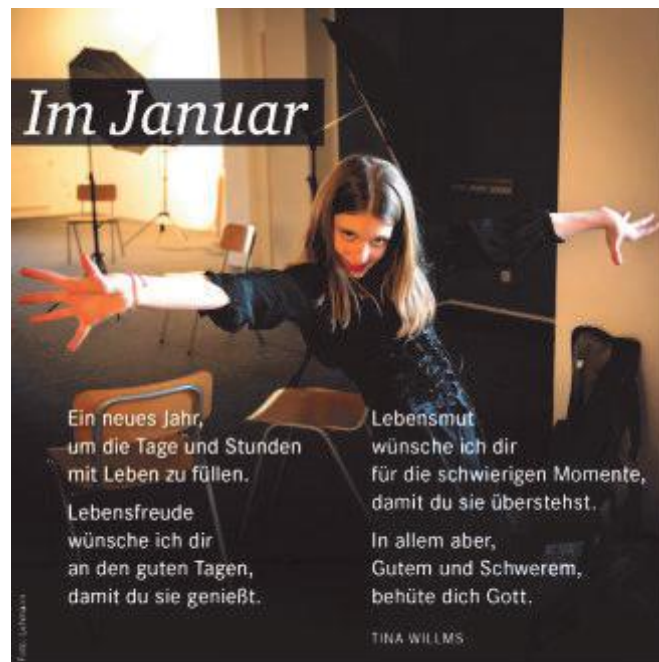 Im Januar
Ein neues Jahr,
um die Tage und Stunden
mit Leben zu füllen.
Lebensfreude
wünsche ich dir
an den guten Tagen,
damit du sie genießt.
Lebensmut
wünsche ich dir
für die schwierigen Momente,
damit du sie überstehst.
In allem aber,
Gutem und Schwerem,
behüte dich Gott.
TINA WILLMS
Foto: Lehmann